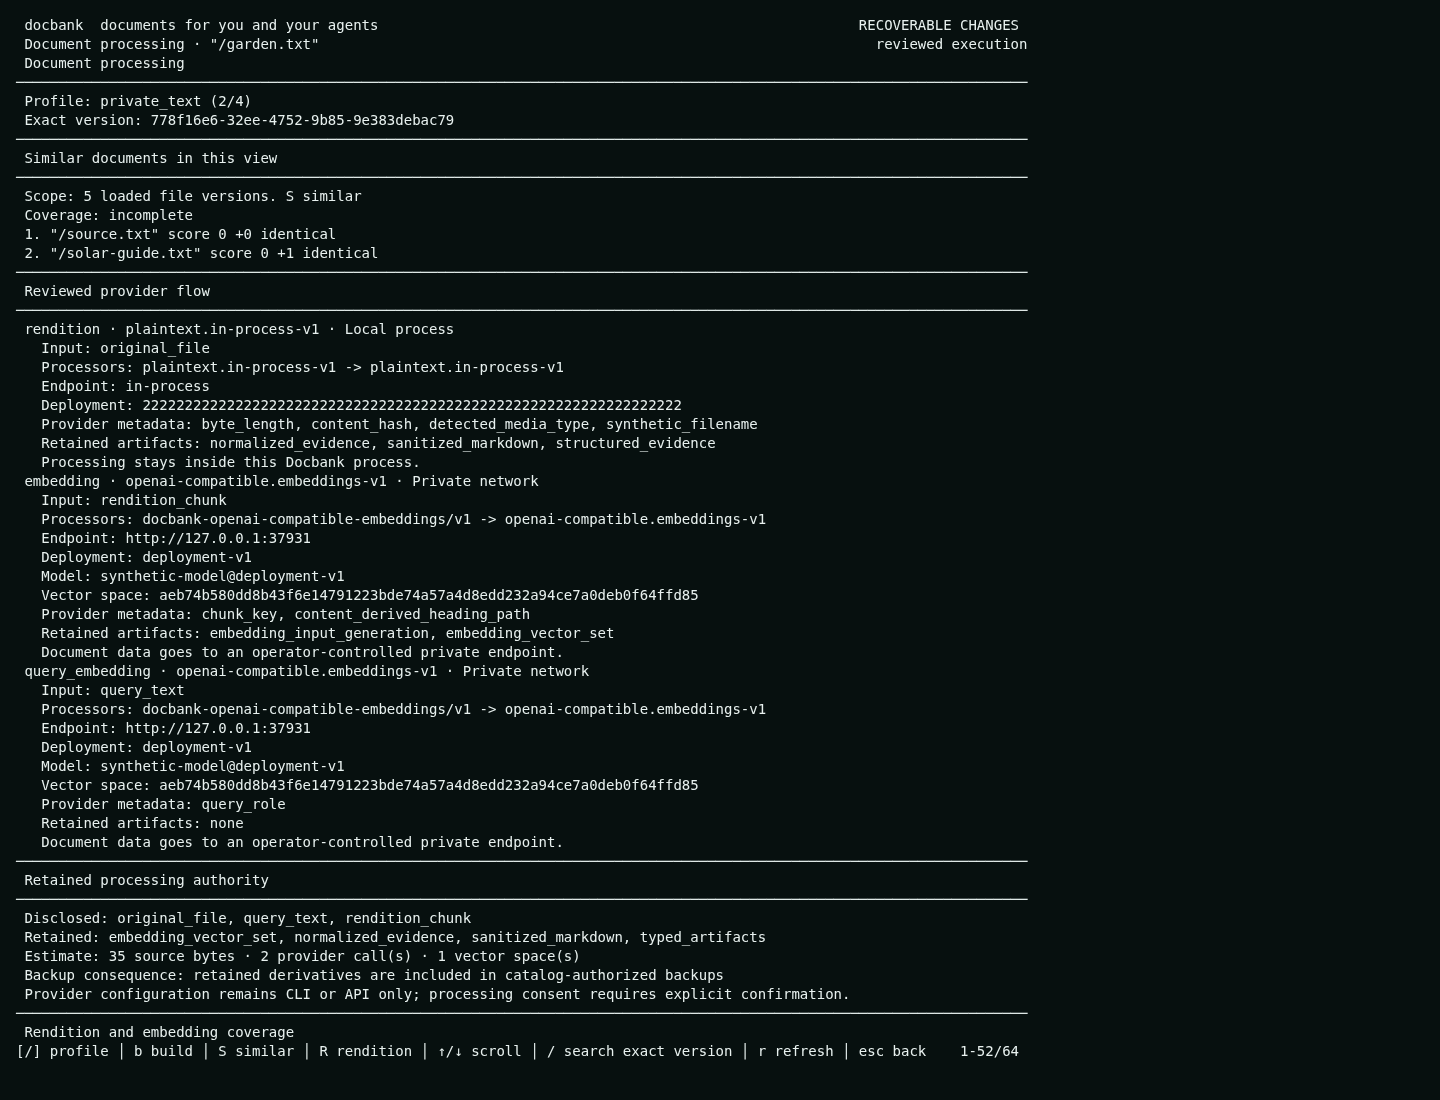 docbank  documents for you and your agents RECOVERABLE CHANGES
Document processing · "/garden.txt" reviewed execution
Document processing
Profile: private_text (2/4)
Exact version: 778f16e6-32ee-4752-9b85-9e383debac79
Similar documents in this view
Scope: 5 loaded file versions. S similar
Coverage: incomplete
1. "/source.txt" score 0 +0 identical
2. "/solar-guide.txt" score 0 +1 identical
Reviewed provider flow
rendition · plaintext.in-process-v1 · Local process
Input: original_file
Processors: plaintext.in-process-v1 -> plaintext.in-process-v1
Endpoint: in-process
Deployment: 2222222222222222222222222222222222222222222222222222222222222222
Provider metadata: byte_length, content_hash, detected_media_type, synthetic_filename
Retained artifacts: normalized_evidence, sanitized_markdown, structured_evidence
Processing stays inside this Docbank process.
embedding · openai-compatible.embeddings-v1 · Private network
Input: rendition_chunk
Processors: docbank-openai-compatible-embeddings/v1 -> openai-compatible.embeddings-v1
Endpoint: http://127.0.0.1:37931
Deployment: deployment-v1
Model: synthetic-model@deployment-v1
Vector space: aeb74b580dd8b43f6e14791223bde74a57a4d8edd232a94ce7a0deb0f64ffd85
Provider metadata: chunk_key, content_derived_heading_path
Retained artifacts: embedding_input_generation, embedding_vector_set
Document data goes to an operator-controlled private endpoint.
query_embedding · openai-compatible.embeddings-v1 · Private network
Input: query_text
Processors: docbank-openai-compatible-embeddings/v1 -> openai-compatible.embeddings-v1
Endpoint: http://127.0.0.1:37931
Deployment: deployment-v1
Model: synthetic-model@deployment-v1
Vector space: aeb74b580dd8b43f6e14791223bde74a57a4d8edd232a94ce7a0deb0f64ffd85
Provider metadata: query_role
Retained artifacts: none
Document data goes to an operator-controlled private endpoint.
Retained processing authority
Disclosed: original_file, query_text, rendition_chunk
Retained: embedding_vector_set, normalized_evidence, sanitized_markdown, typed_artifacts
Estimate: 35 source bytes · 2 provider call(s) · 1 vector space(s)
Backup consequence: retained derivatives are included in catalog-authorized backups
Provider configuration remains CLI or API only; processing consent requires explicit confirmation.
Rendition and embedding coverage
[/] profile │ b build │ S similar │ R rendition │ ↑/↓ scroll │ / search exact version │ r refresh │ esc back 1-52/64